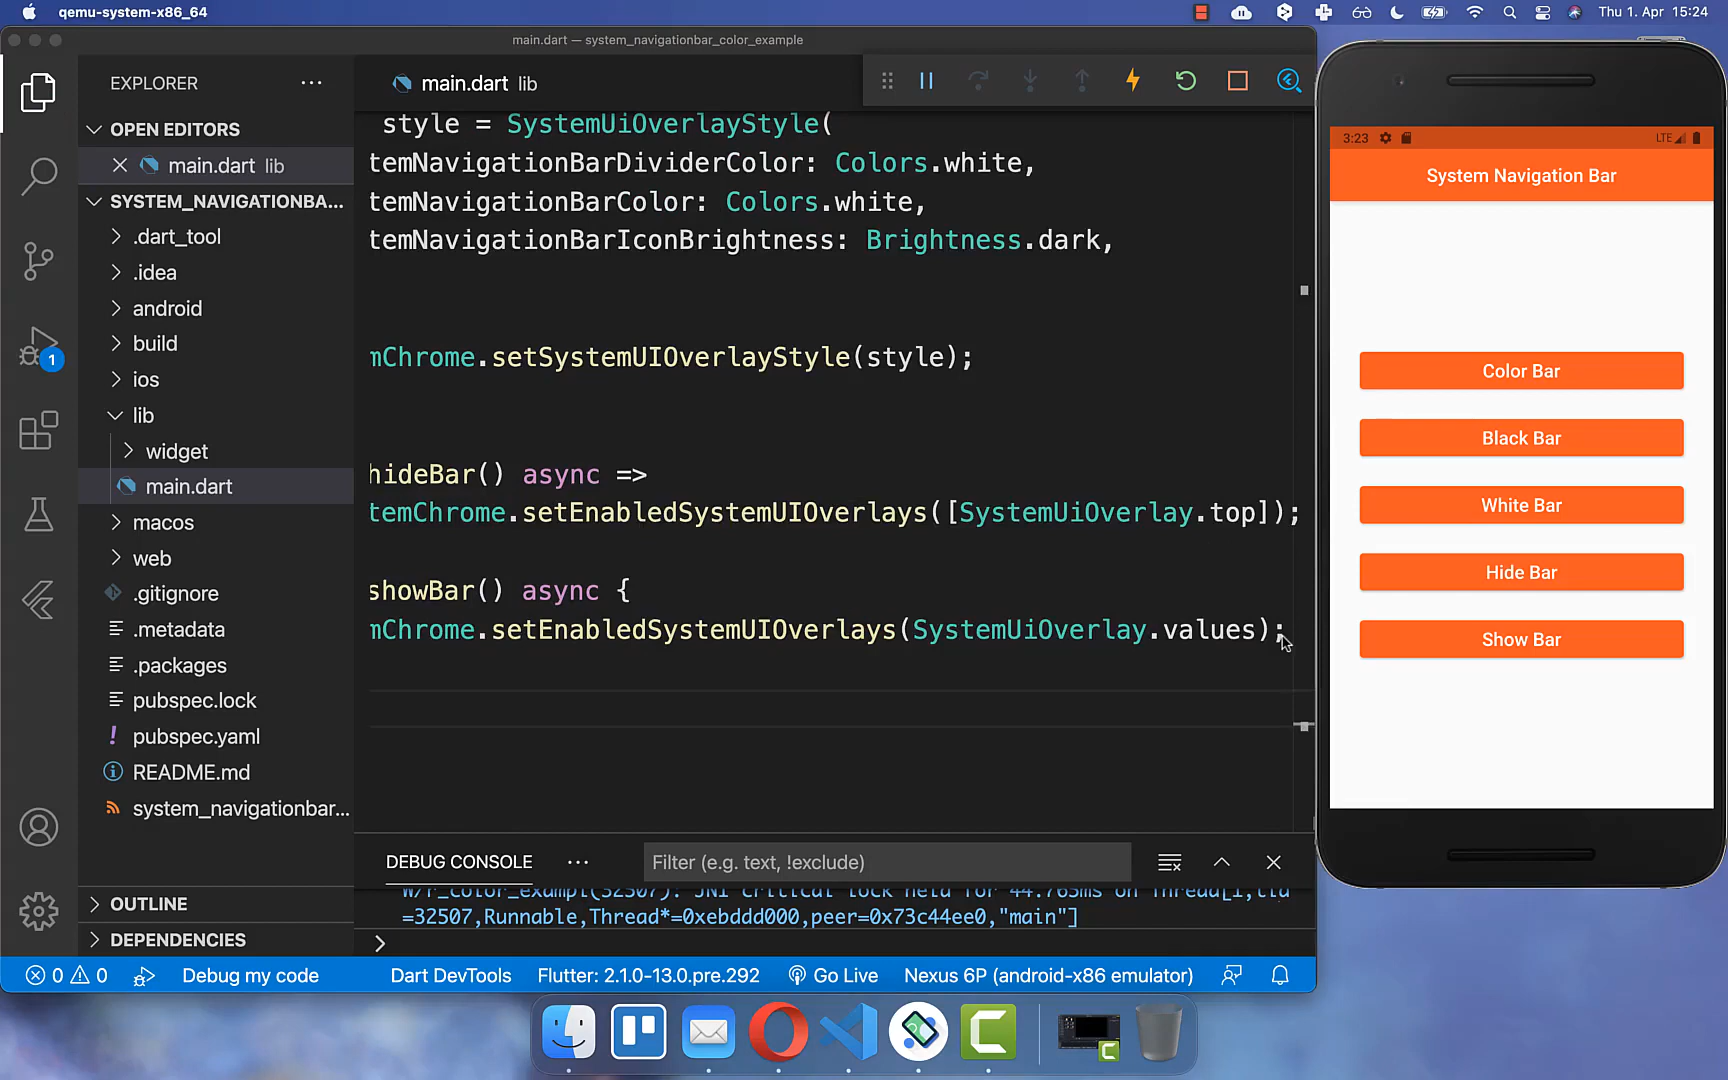 qemu-system-x86_64
Thu 1. Apr 15:24
main.dart — system_navigationbar_color_example
EXPLORER
OPEN EDITORS
main.dart lib
SYSTEM_NAVIGATIONBA...
.dart_tool
.idea
android
build
ios
lib
widget
main.dart
macos
web
.gitignore
.metadata
.packages
pubspec.lock
pubspec.yaml
README.md
system_navigationbar...
OUTLINE
DEPENDENCIES
1
main.dart lib
style = SystemUiOverlayStyle(
temNavigationBarDividerColor: Colors.white,
temNavigationBarColor: Colors.white,
temNavigationBarIconBrightness: Brightness.dark,
mChrome.setSystemUIOverlayStyle(style);
hideBar() async =>
temChrome.setEnabledSystemUIOverlays([SystemUiOverlay.top]);
showBar() async {
mChrome.setEnabledSystemUIOverlays(SystemUiOverlay.values);
DEBUG CONSOLE
Filter (e.g. text, !exclude)
W/r_color_exampl(32507): JNI critical lock held for 44.765ms on Thread[1,tid
=32507,Runnable,Thread*=0xebddd000,peer=0x73c44ee0,"main"]
0 0 Debug my code
Dart DevTools
Flutter: 2.1.0-13.0.pre.292
Go Live
Nexus 6P (android-x86 emulator)
3:23
LTE
System Navigation Bar
Color Bar
Black Bar
White Bar
Hide Bar
Show Bar